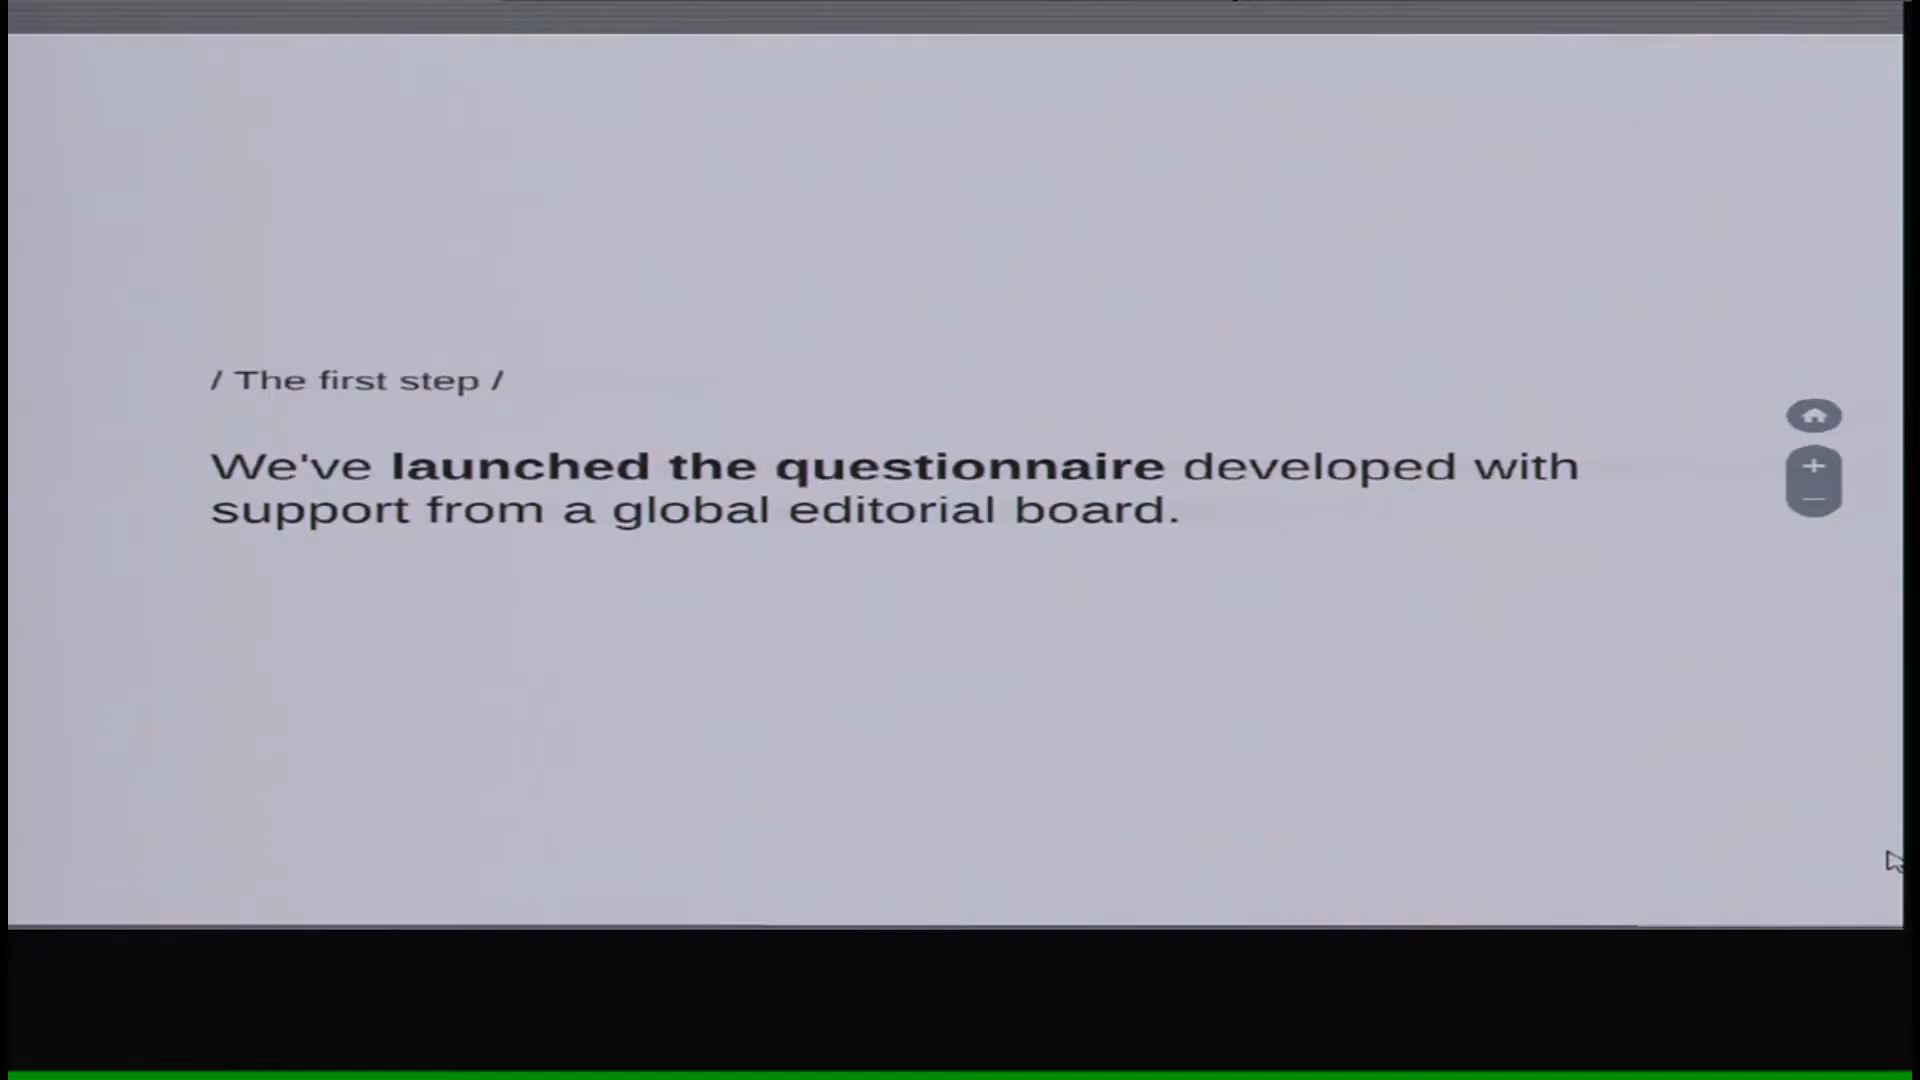 / The first step /
We've launched the questionnaire developed with
support from a global editorial board.